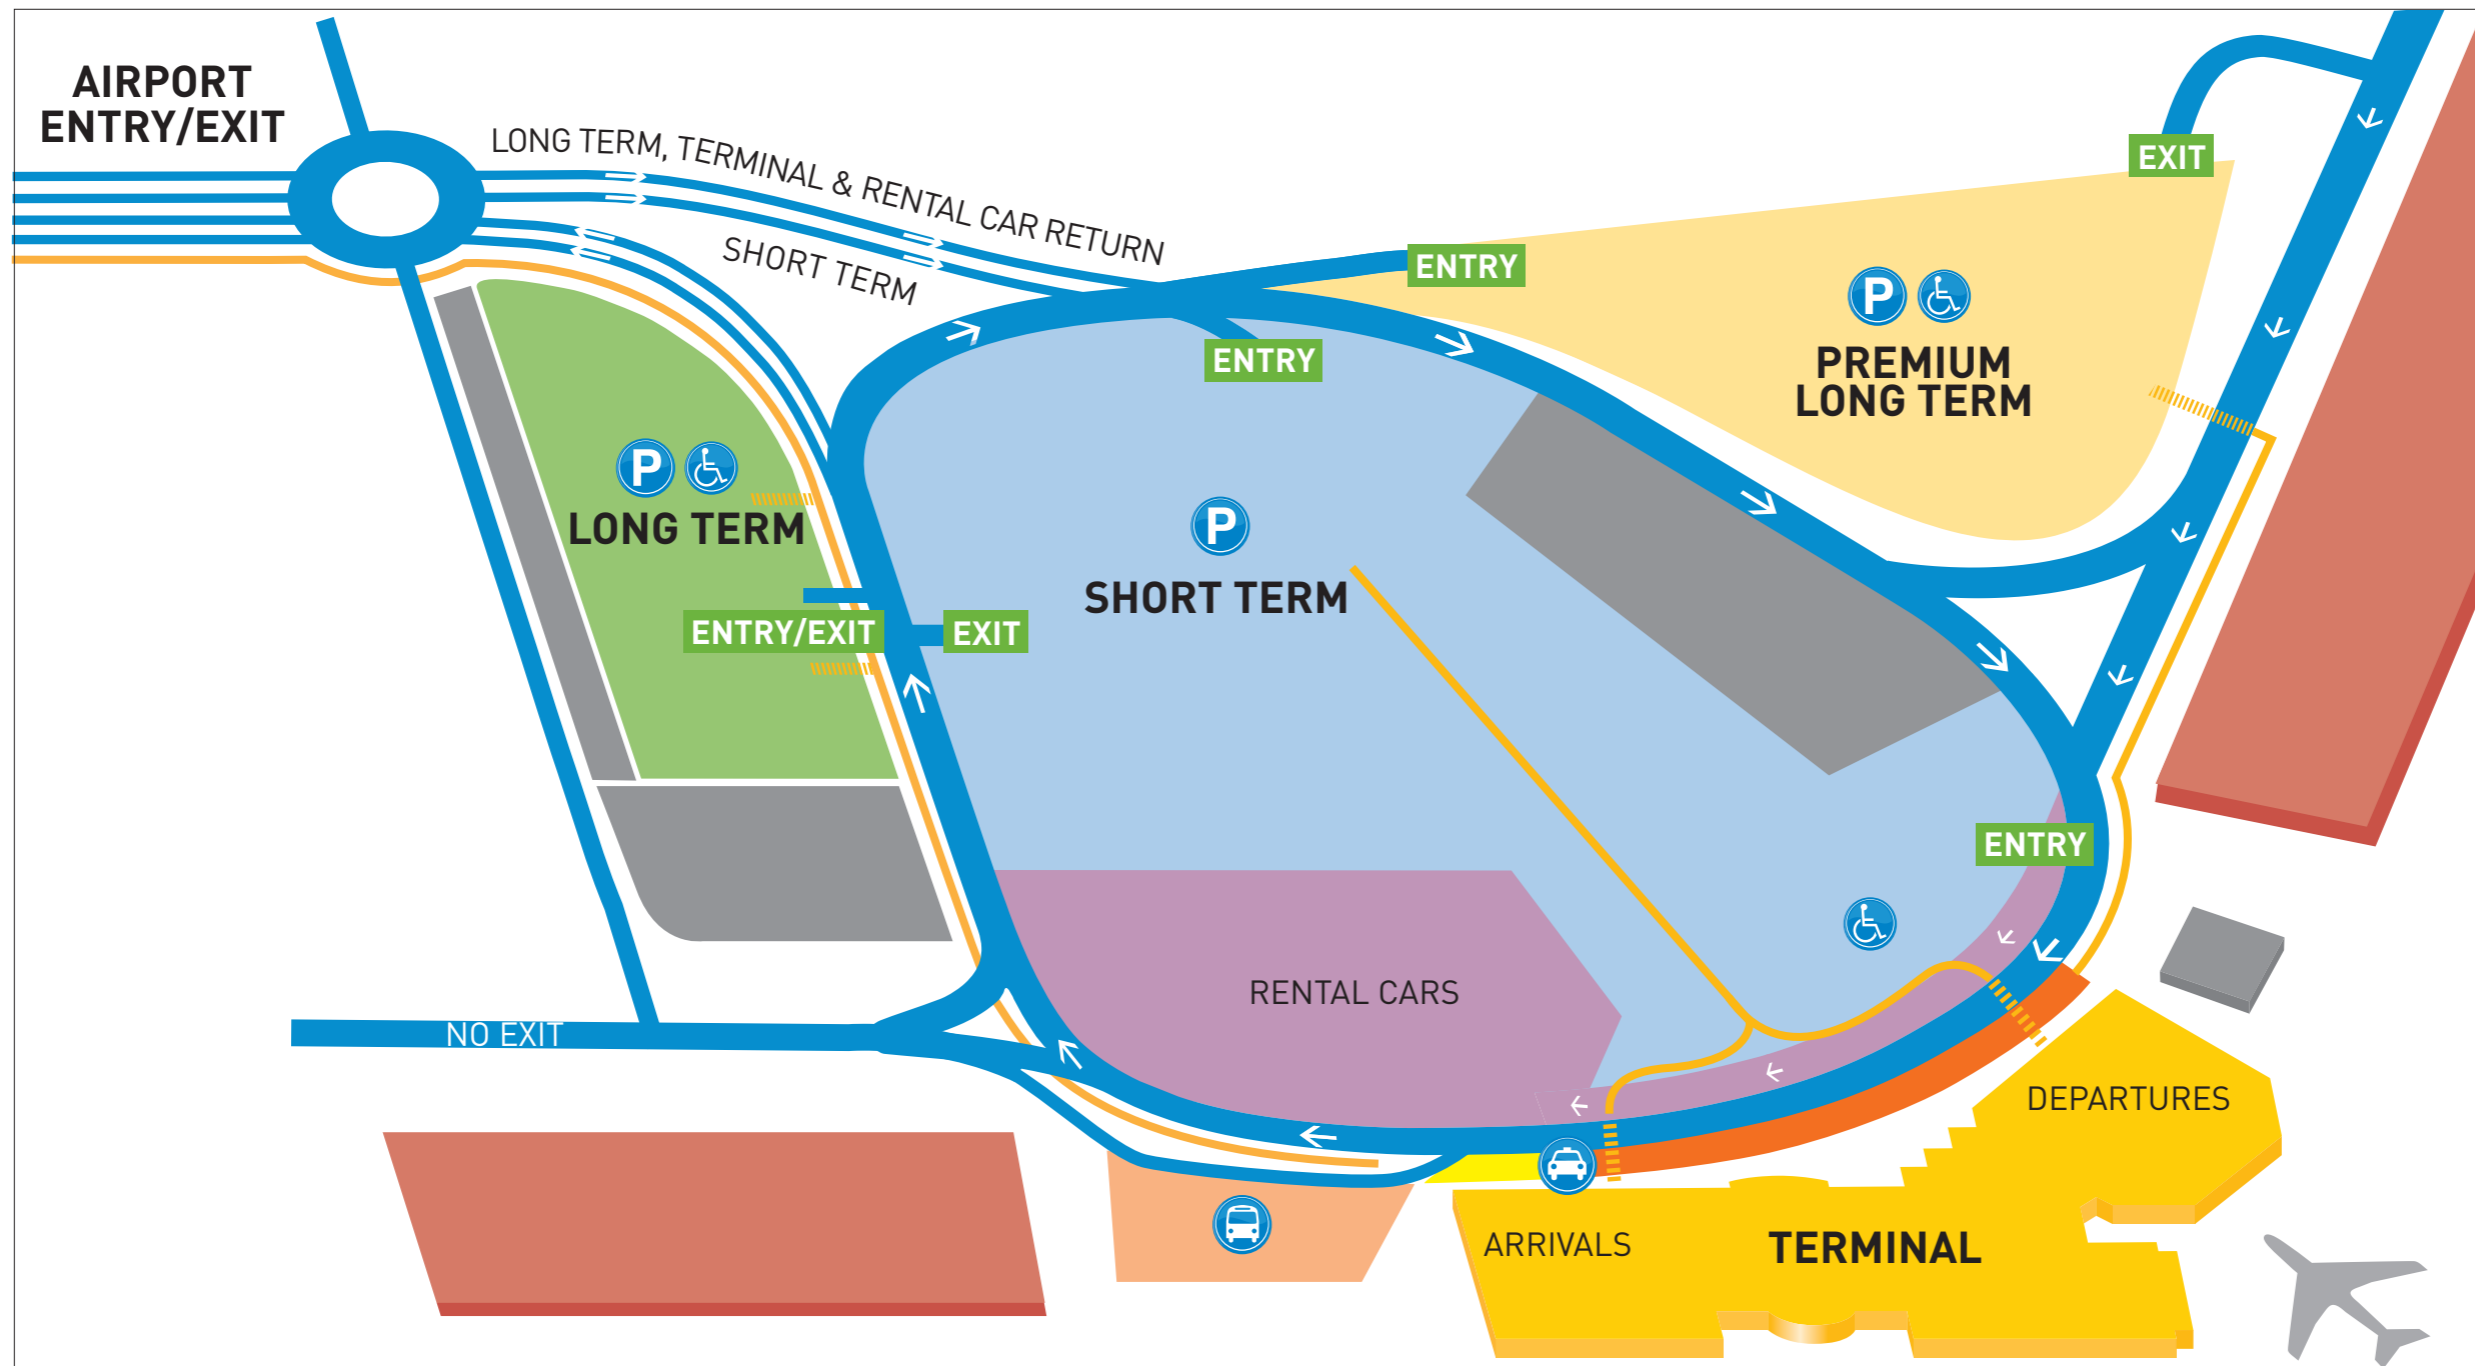 AIRPORT
ENTRY/EXIT
LONG TERM, TERMINAL & RENTAL CAR RETURN
SHORT TERM
EXIT
ENTRY
ENTRY
P
PREMIUM
LONG TERM
P
LONG TERM
P
SHORT TERM
ENTRY/EXIT
EXIT
ENTRY
RENTAL CARS
NO EXIT
DEPARTURES
ARRIVALS
TERMINAL